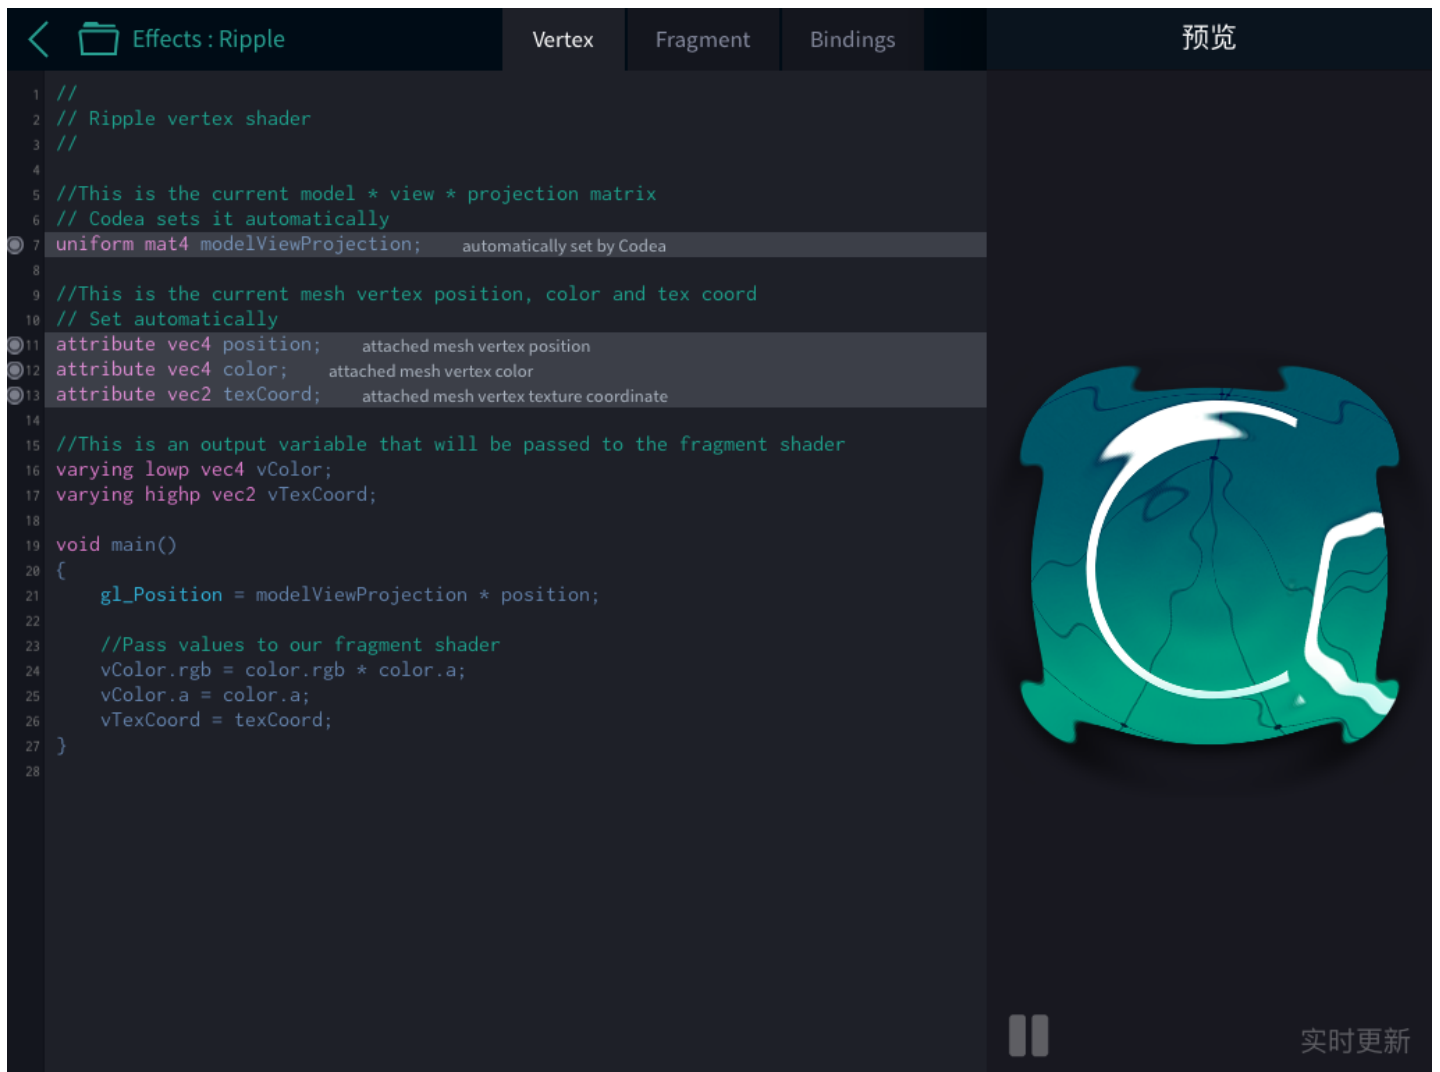 Effects : Ripple
Vertex
Fragment
Bindings
预览
1 //
2 // Ripple vertex shader
3 //
4
5 //This is the current model * view * projection matrix
6 // Codea sets it automatically
7 uniform mat4 modelViewProjection; automatically set by Codea
8
9 //This is the current mesh vertex position, color and tex coord
10 // Set automatically
11 attribute vec4 position; attached mesh vertex position
12 attribute vec4 color; attached mesh vertex color
13 attribute vec2 texCoord; attached mesh vertex texture coordinate
14
15 //This is an output variable that will be passed to the fragment shader
16 varying lowp vec4 vColor;
17 varying highp vec2 vTexCoord;
18
19 void main()
20 {
21 gl_Position = modelViewProjection * position;
22
23 //Pass values to our fragment shader
24 vColor.rgb = color.rgb * color.a;
25 vColor.a = color.a;
26 vTexCoord = texCoord;
27 }
28
实时更新